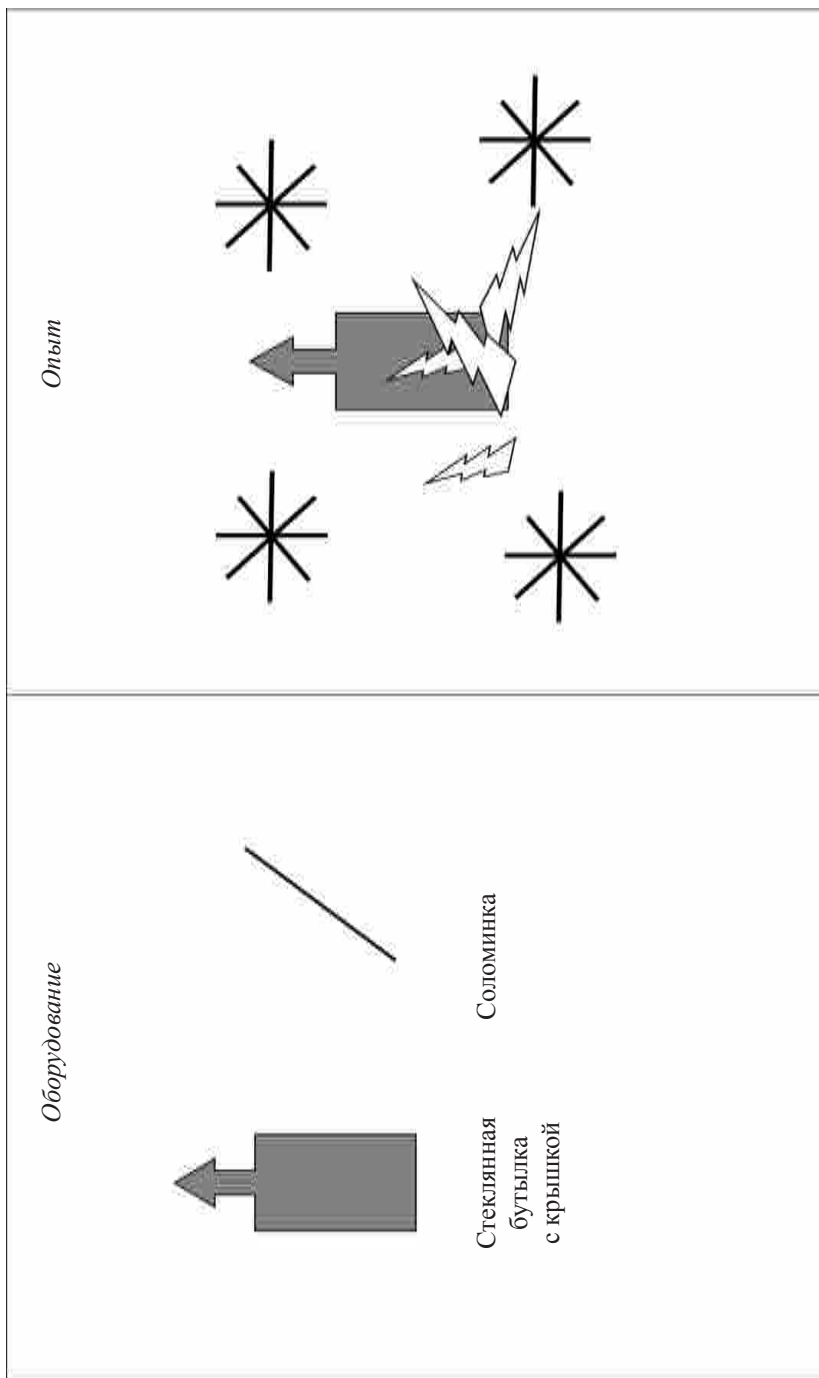 Оборудование
Стеклянная
бутылка
с крышкой
Соломинка
Опыт